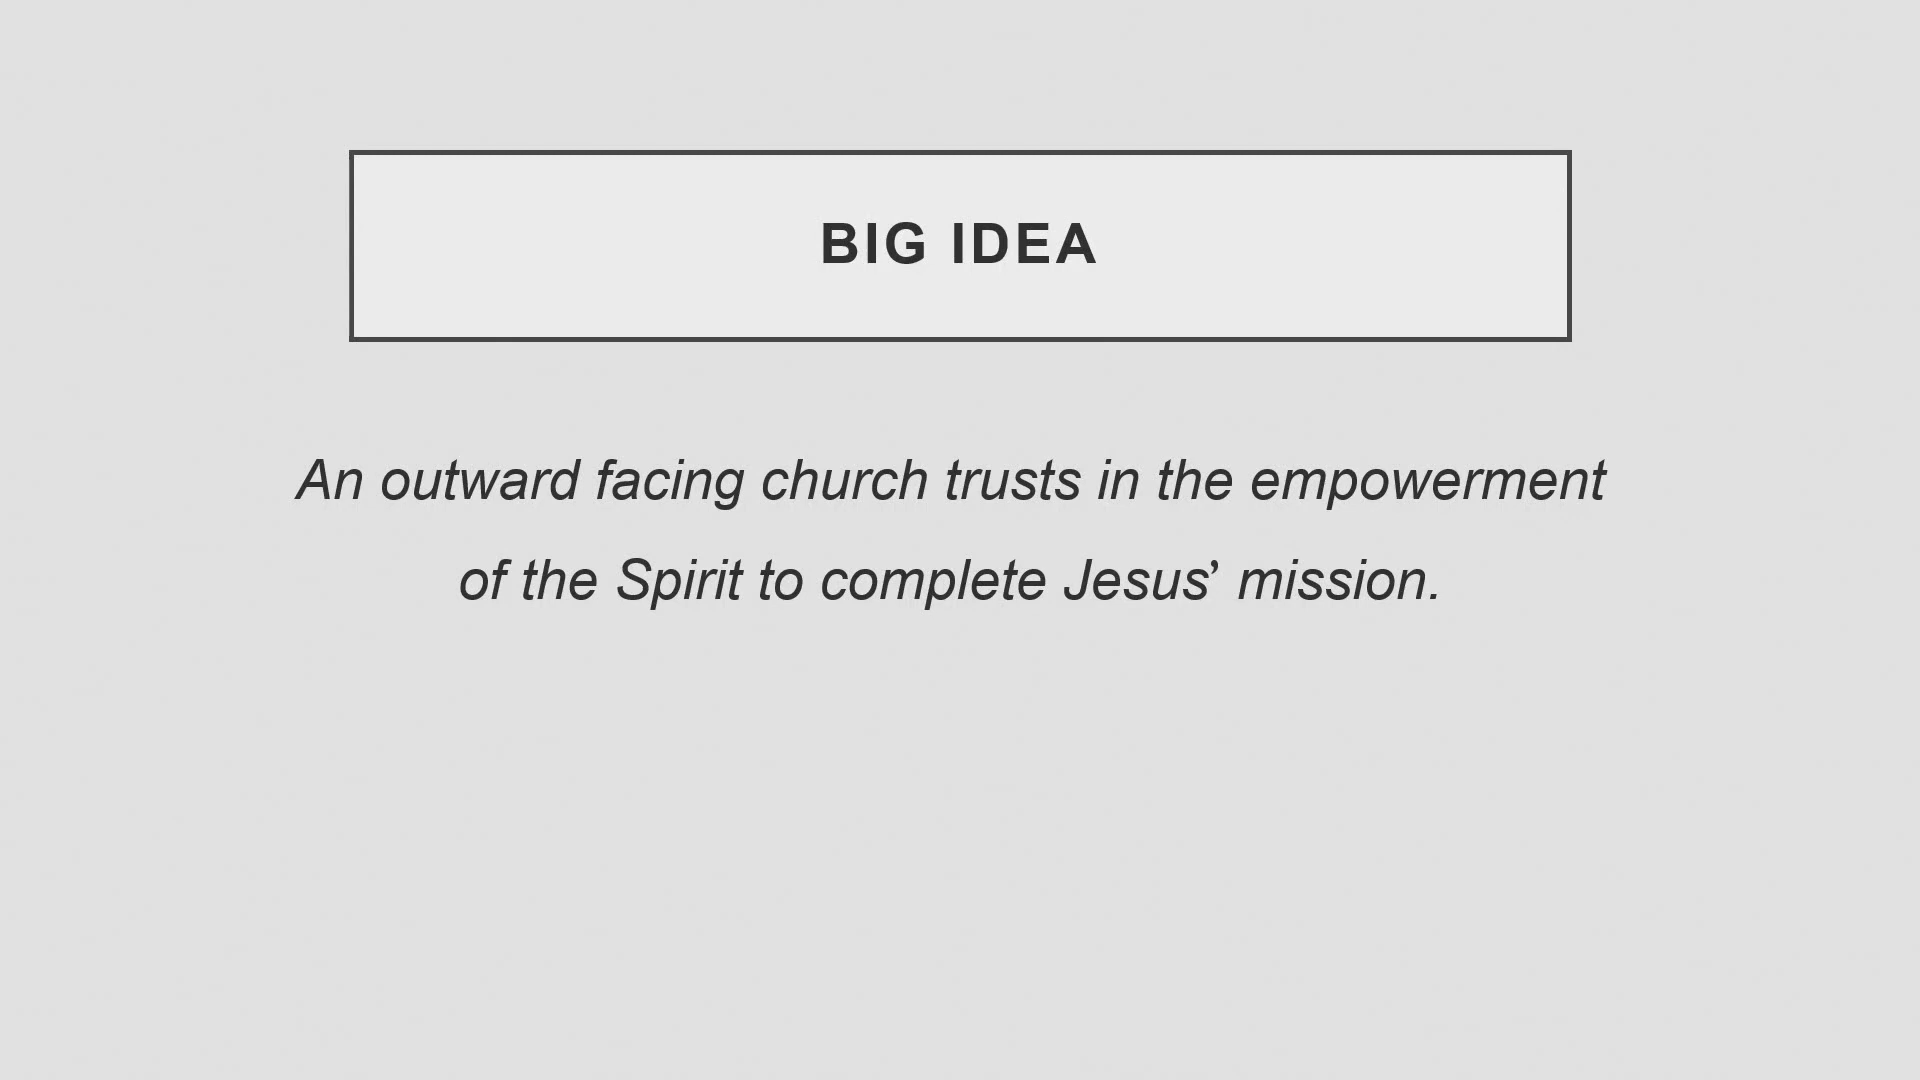 BIG IDEA
An outward facing church trusts in the empowerment
of the Spirit to complete Jesus’ mission.